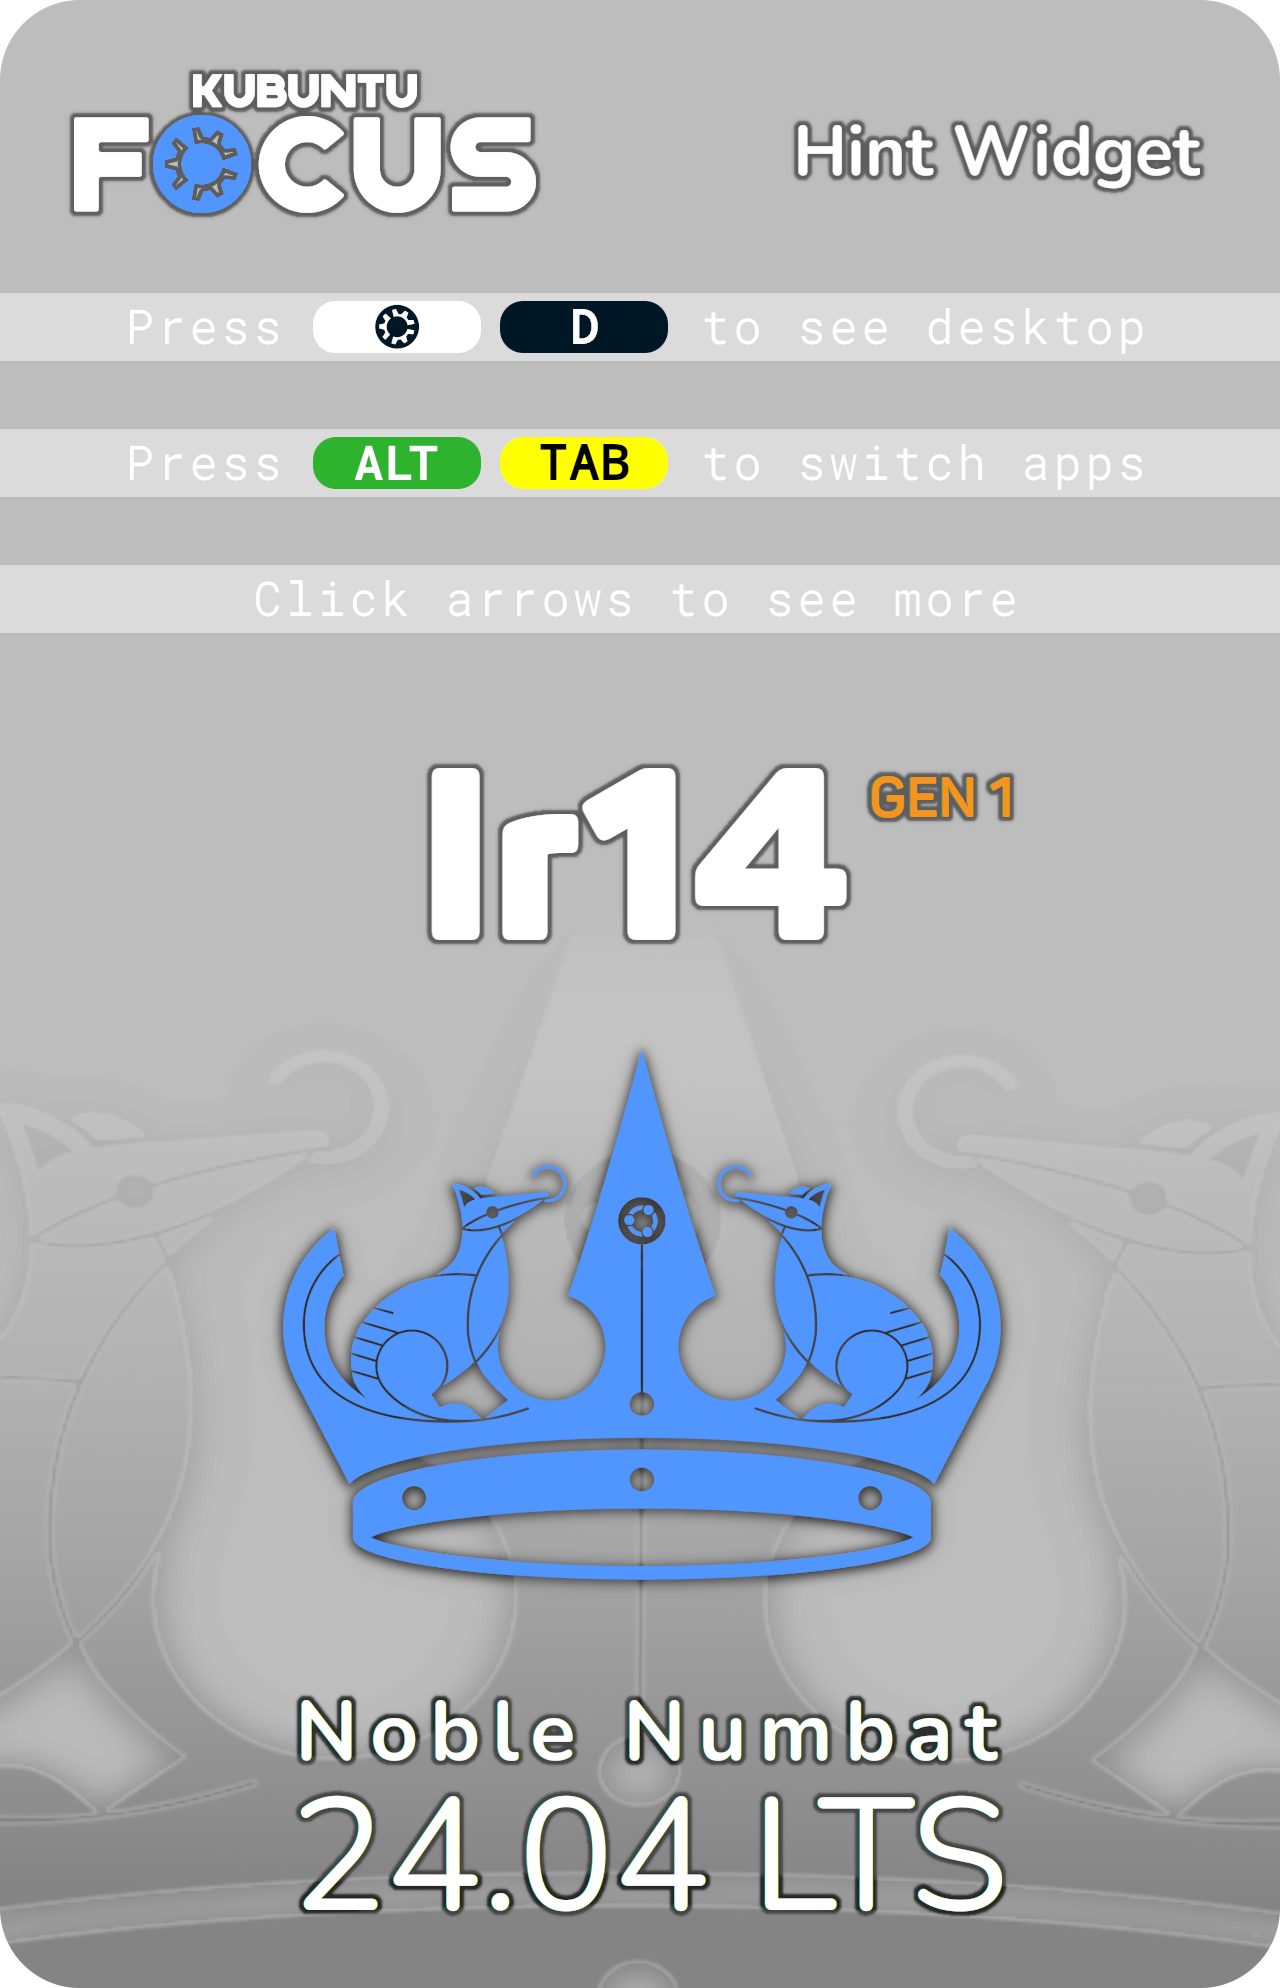 KUBUNTU
FOCUS
Hint Widget
Press D to see desktop
Press ALT TAB to switch apps
Click arrows to see more
Ir14 GEN 1
Noble Numbat
24.04 LTS